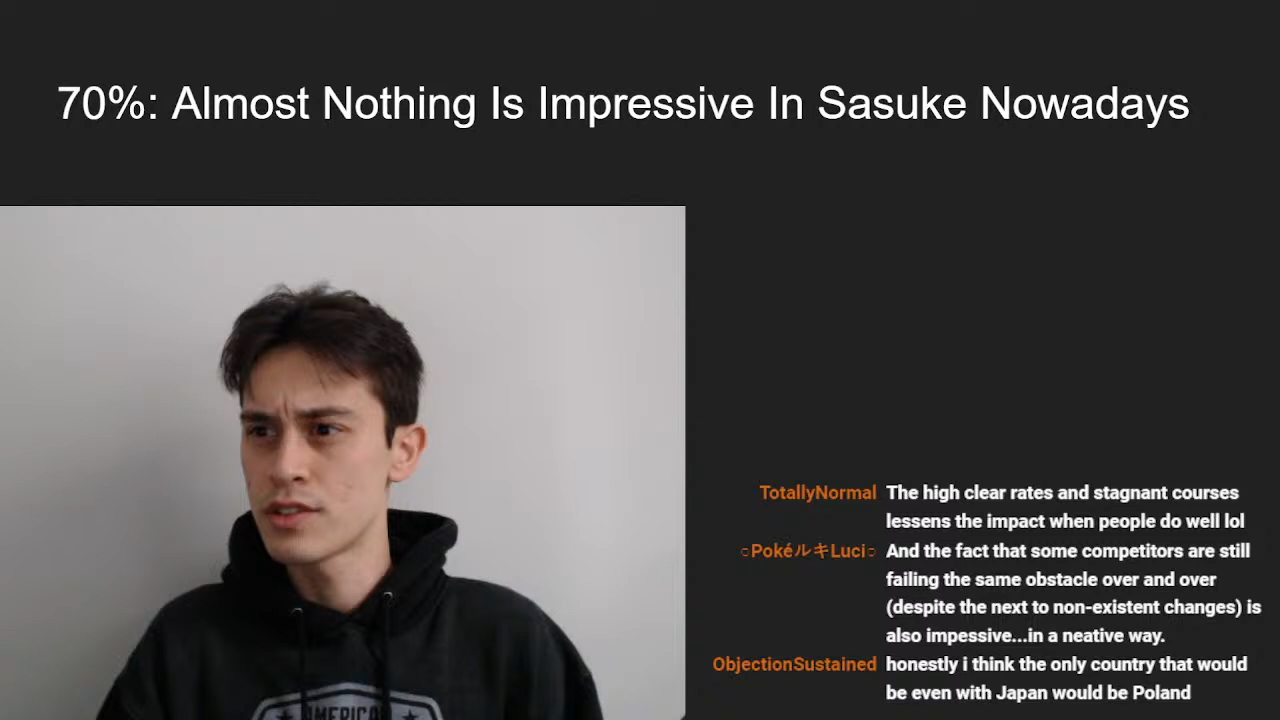 70%: Almost Nothing Is Impressive In Sasuke Nowadays
TotallyNormal The high clear rates and stagnant courses
lessens the impact when people do well lol
○PokéルキLuci○ And the fact that some competitors are still
failing the same obstacle over and over
(despite the next to non-existent changes) is
also impessive...in a neative way.
ObjectionSustained honestly i think the only country that would
be even with Japan would be Poland
AMERICAN